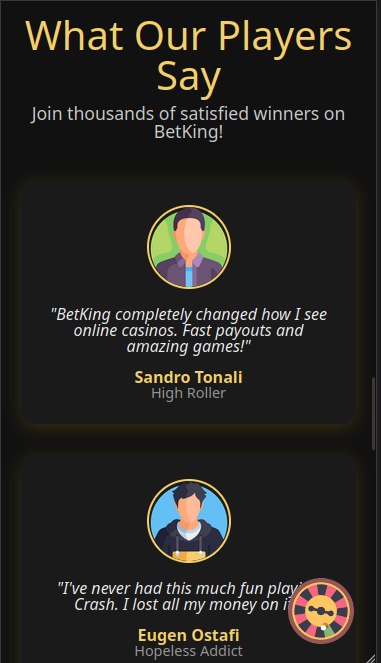 What Our Players
Say
Join thousands of satisfied winners on
BetKing!
"BetKing completely changed how I see
online casinos. Fast payouts and
amazing games!"
Sandro Tonali
High Roller
"I've never had this much fun
Crash. I lost all my money on
Eugen Ostafi
Hopeless Addict